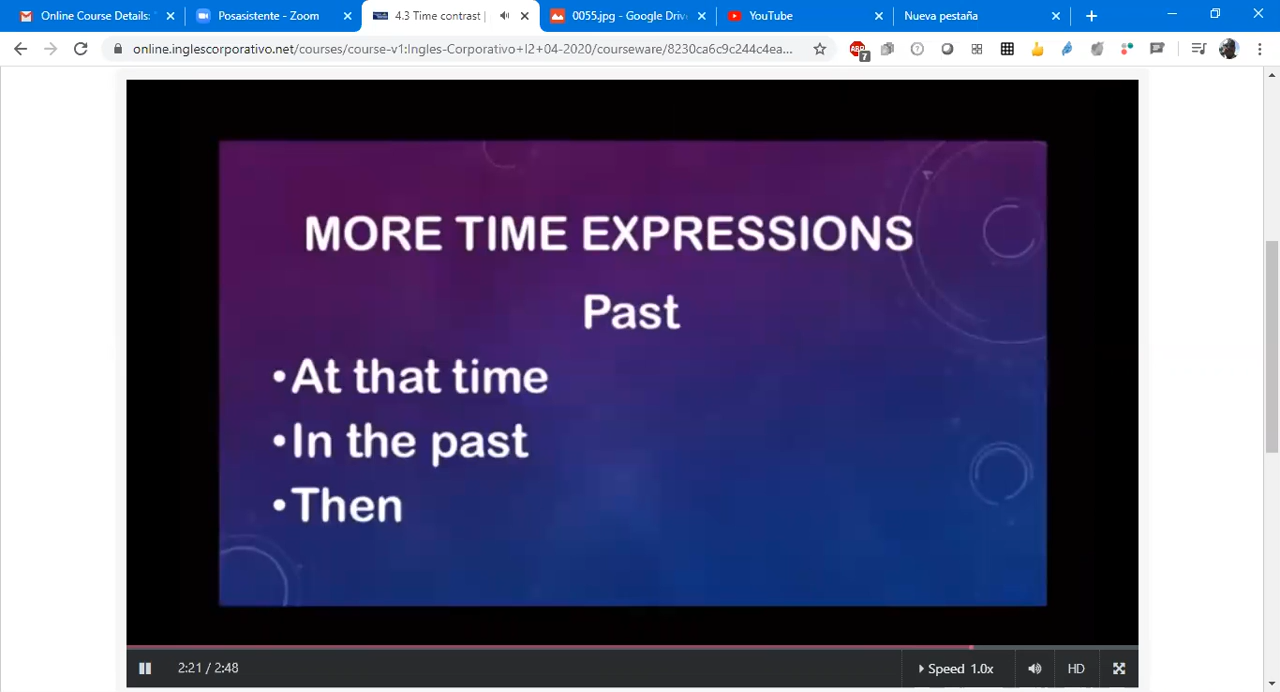 Online Course Details: "
Posasistente - Zoom
4.3 Time contrast |
0055.jpg - Google Driv
YouTube
Nueva pestaña
online.inglescorporativo.net/courses/course-v1:Ingles-Corporativo+I2+04-2020/courseware/8230ca6c9c244c4ea...
ABP
7
MORE TIME EXPRESSIONS
Past
•At that time
•In the past
•Then
2:21 / 2:48
Speed 1.0x
HD